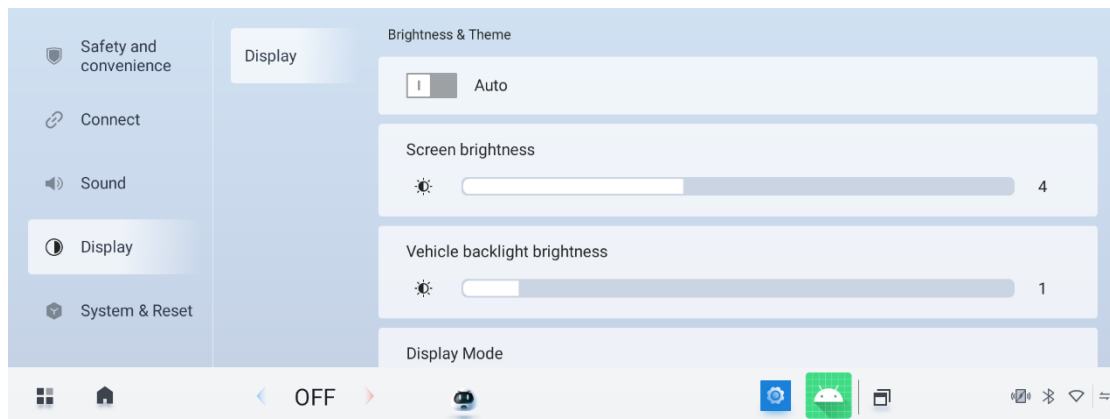 Safety and
convenience
Connect
Sound
Display
System & Reset
Display
Brightness & Theme
Auto
Screen brightness
4
Vehicle backlight brightness
1
Display Mode
OFF